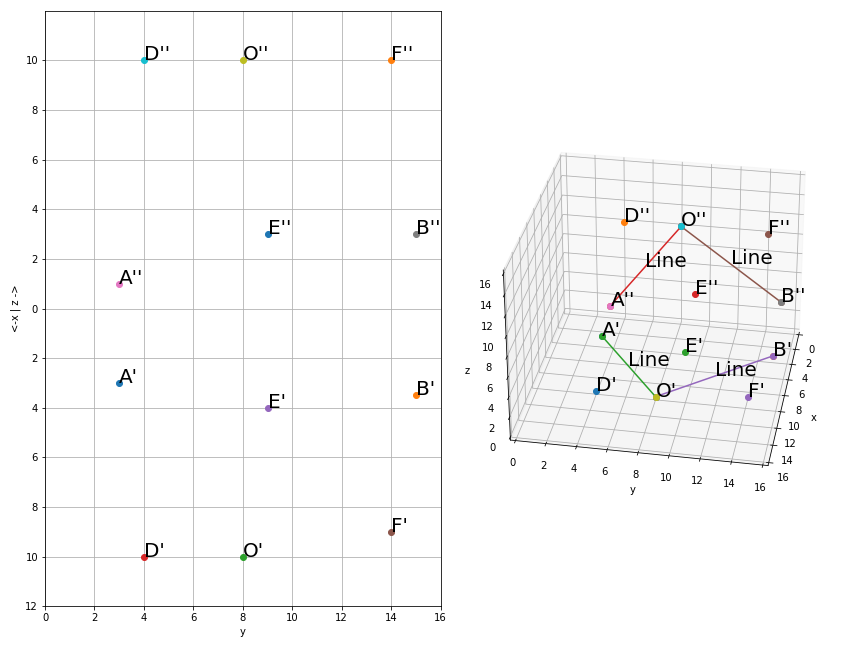 D'' O'' F''
E'' B''
A''
A' B'
E'
D' O' F'
10
8
6
4
2
0
2
4
6
8
10
12
0 2 4 6 8 10 12 14 16
y
<-x | z ->
D'' O'' F''
Line Line
A'' E'' B''
A' E' B'
Line Line
D' O' F'
16
14
12
10
8
6
4
2
0
z
0 2 4 6 8 10 12 14 16
y
0
2
4
6
8
10
12
14
16
x